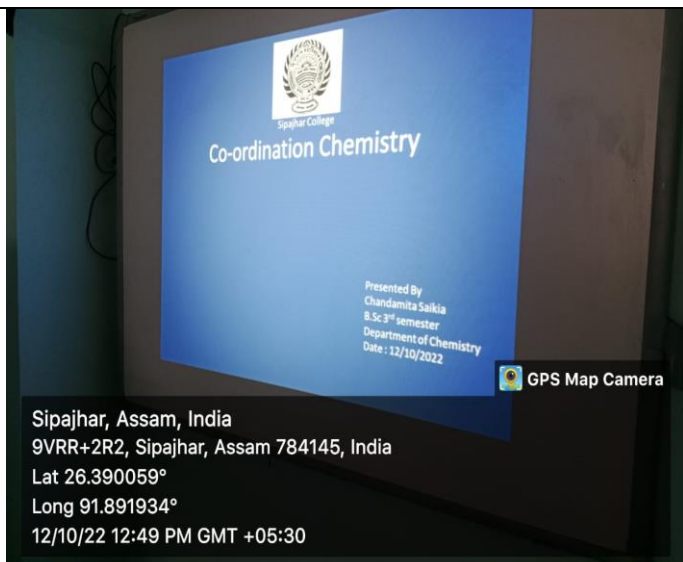 Sipajhar College
Co-ordination Chemistry
Presented By
Chandamita Saikia
B.Sc 3rd semester
Department of Chemistry
Date : 12/10/2022
GPS Map Camera
Sipajhar, Assam, India
9VRR+2R2, Sipajhar, Assam 784145, India
Lat 26.390059°
Long 91.891934°
12/10/22 12:49 PM GMT +05:30